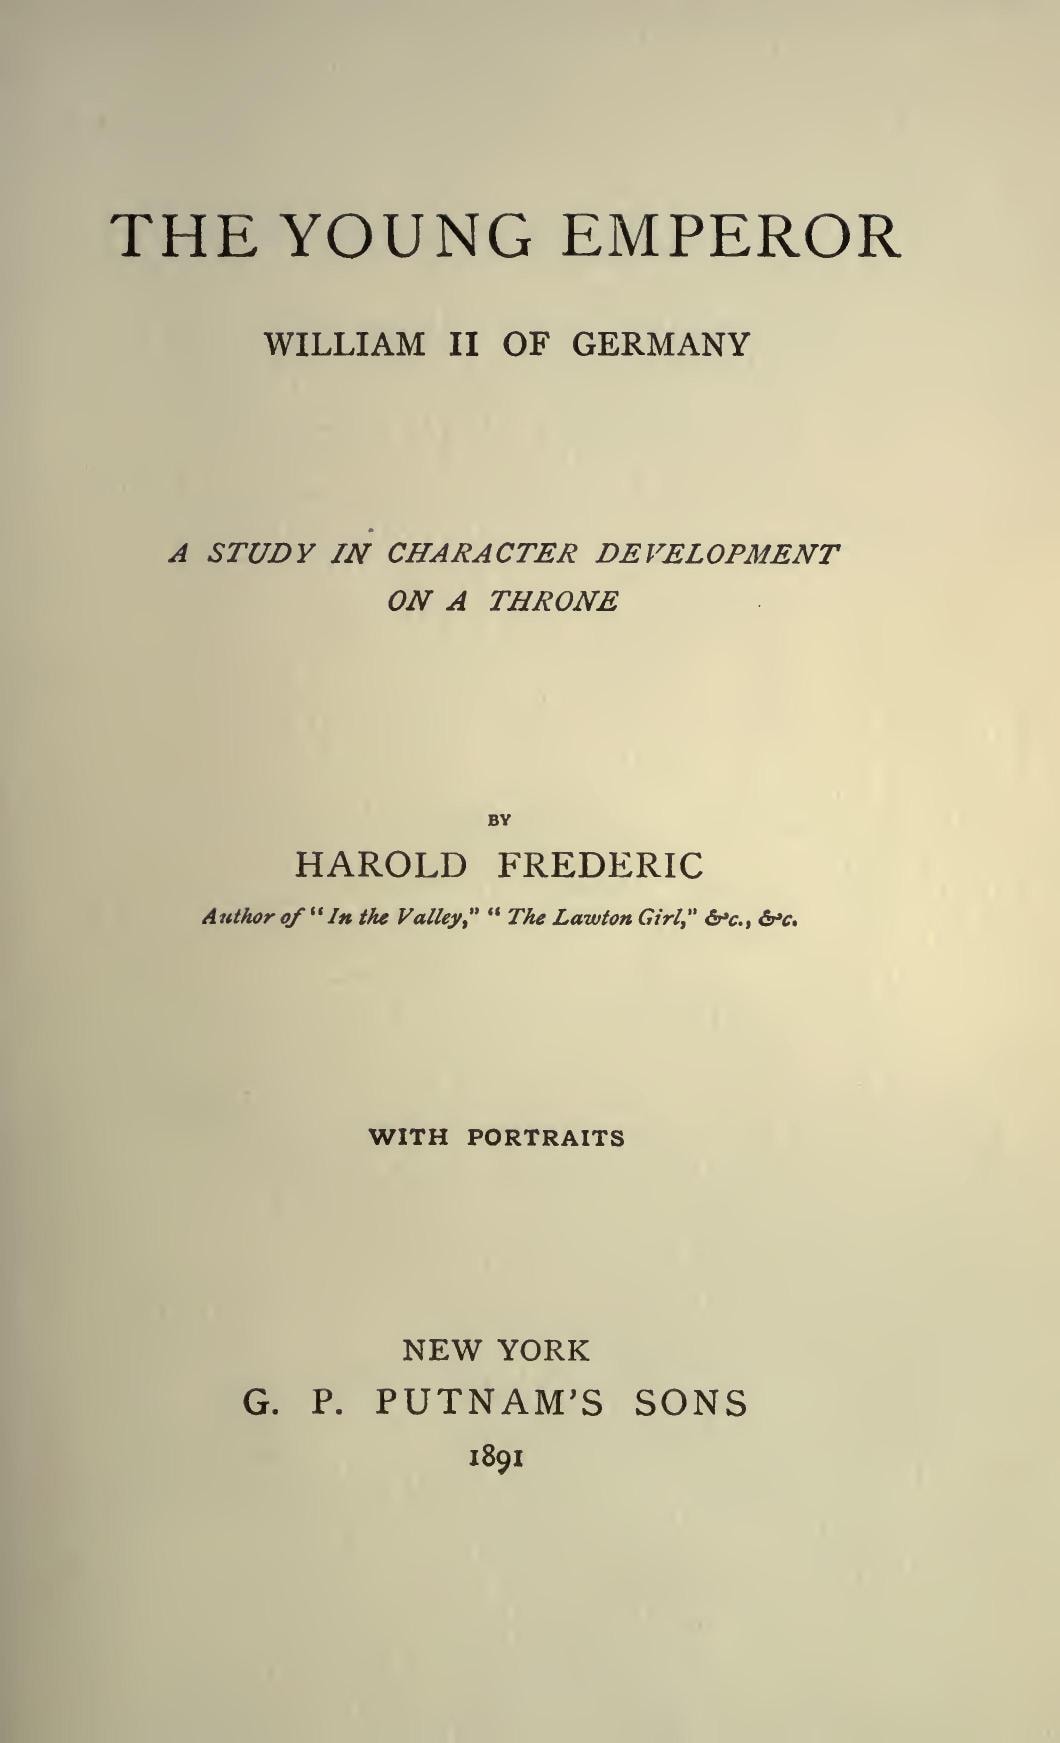 THE YOUNG EMPEROR
WILLIAM II OF GERMANY
A STUDY IN CHARACTER DEVELOPMENT
ON A THRONE
BY
HAROLD FREDERIC
Author of “In the Valley,” “The Lawton Girl,” &c., &c.
WITH PORTRAITS
NEW YORK
G. P. PUTNAM'S SONS
1891